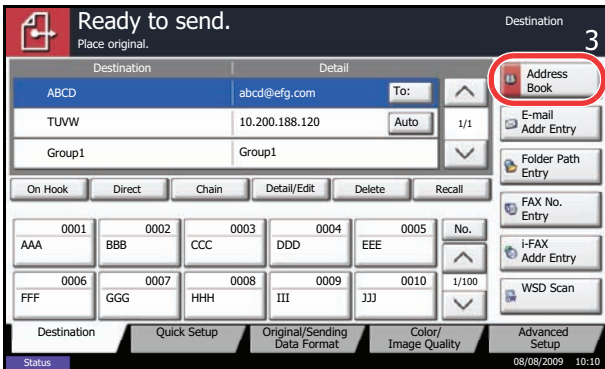 Ready to send.
Place original.
Destination
3
Destination Detail
ABCD abcd@efg.com To:
TUVW 10.200.188.120 Auto 1/1
Group1 Group1
Address
Book
E-mail
Addr Entry
Folder Path
Entry
FAX No.
Entry
i-FAX
Addr Entry
WSD Scan
On Hook Direct Chain Detail/Edit Delete Recall
0001 0002 0003 0004 0005 No.
AAA BBB CCC DDD EEE
0006 0007 0008 0009 0010 1/100
FFF GGG HHH III JJJ
Destination Quick Setup Original/Sending
Data Format Color/
Image Quality Advanced
Setup
Status 08/08/2009 10:10